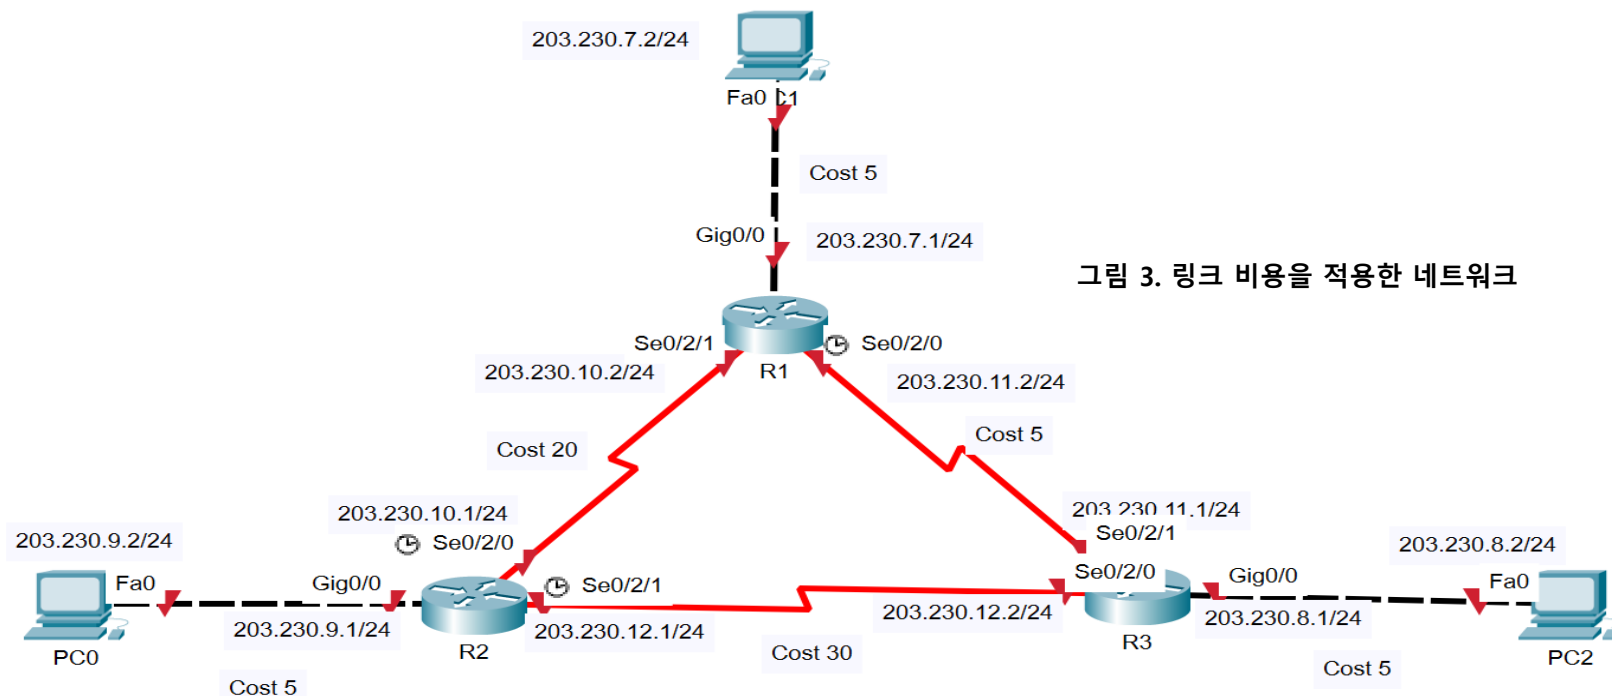 203.230.7.2/24
Fa0 C1
Cost 5
Gig0/0
203.230.7.1/24
그림 3. 링크 비용을 적용한 네트워크
Se0/2/1
Se0/2/0
R1
203.230.10.2/24
203.230.11.2/24
Cost 20
Cost 5
203.230.10.1/24
203.230.11.1/24
203.230.9.2/24
Se0/2/0
Se0/2/1
203.230.8.2/24
Fa0
Gig0/0
Se0/2/1
Se0/2/0
Gig0/0
Fa0
203.230.9.1/24
203.230.12.1/24
203.230.12.2/24
203.230.8.1/24
PC0
R2
Cost 30
R3
PC2
Cost 5
Cost 5